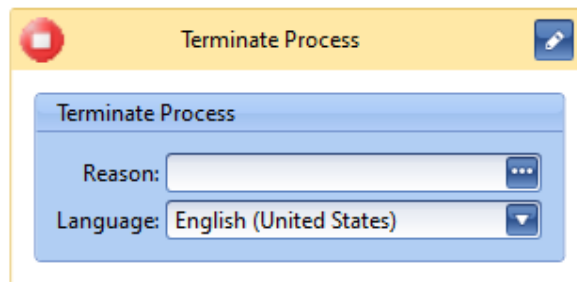 Terminate Process
Terminate Process
Reason:
Language: English (United States)